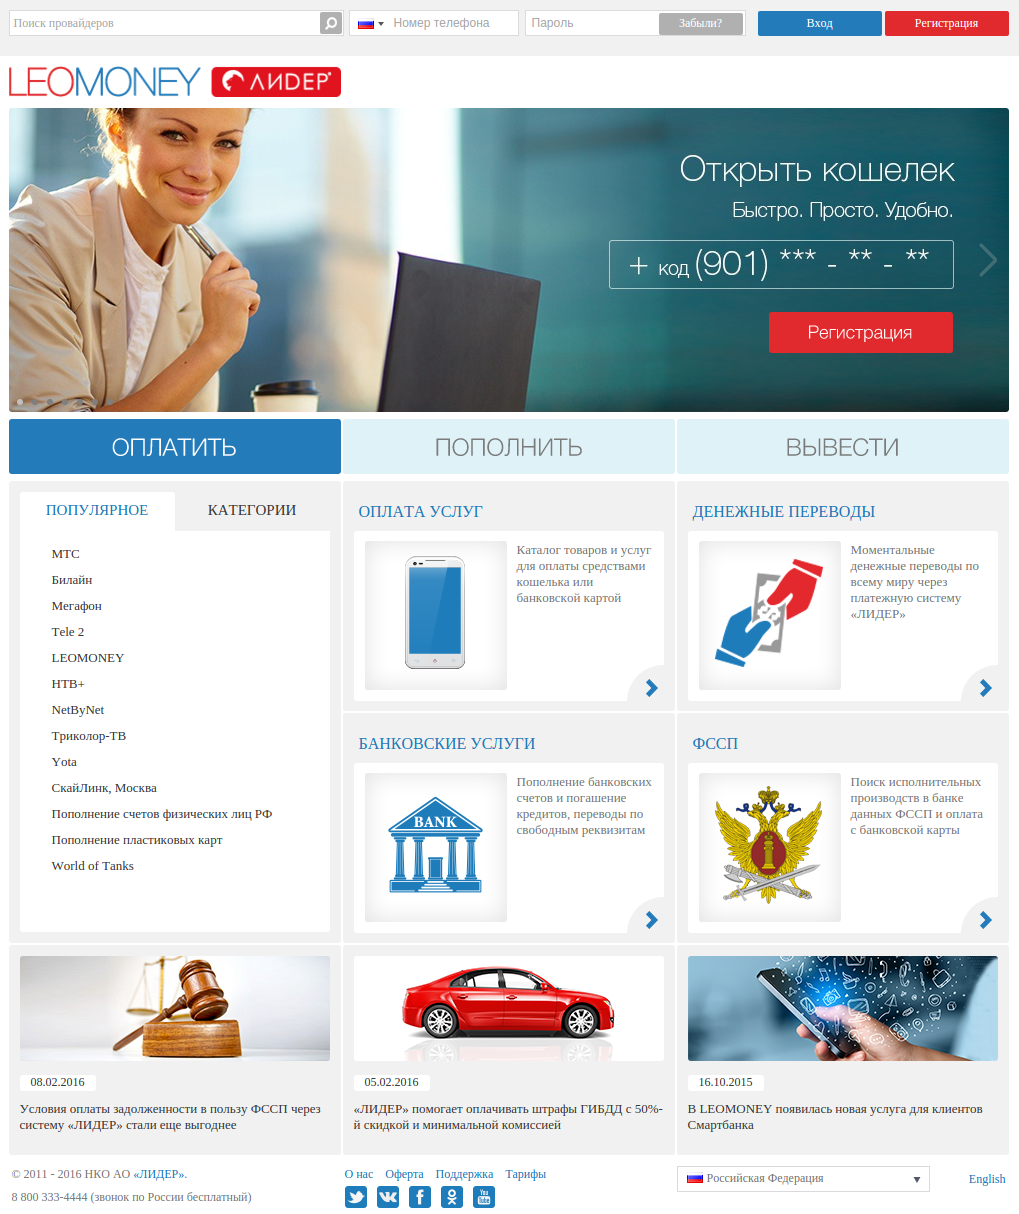 Поиск провайдеров
Номер телефона
Пароль
Забыли?
Вход
Регистрация
LEOMONEY ЛИДЕР
Открыть кошелек
Быстро. Просто. Удобно.
+ код (901) *** - ** - **
Регистрация
ОПЛАТИТЬ
ПОПОЛНИТЬ
ВЫВЕСТИ
ПОПУЛЯРНОЕ
КАТЕГОРИИ
МТС
Билайн
Мегафон
Tele 2
LEOMONEY
НТВ+
NetByNet
Триколор-ТВ
Yota
СкайЛинк, Москва
Пополнение счетов физических лиц РФ
Пополнение пластиковых карт
World of Tanks
ОПЛАТА УСЛУГ
Каталог товаров и услуг
для оплаты средствами
кошелька или
банковской картой
ДЕНЕЖНЫЕ ПЕРЕВОДЫ
Моментальные
денежные переводы по
всему миру через
платежную систему
«ЛИДЕР»
БАНКОВСКИЕ УСЛУГИ
BANK
Пополнение банковских
счетов и погашение
кредитов, переводы по
свободным реквизитам
ФССП
Поиск исполнительных
производств в банке
данных ФССП и оплата
с банковской карты
08.02.2016
Условия оплаты задолженности в пользу ФССП через
систему «ЛИДЕР» стали еще выгоднее
05.02.2016
«ЛИДЕР» помогает оплачивать штрафы ГИБДД с 50%-
й скидкой и минимальной комиссией
16.10.2015
В LEOMONEY появилась новая услуга для клиентов
Смартбанка
© 2011 - 2016 НКО АО «ЛИДЕР».
8 800 333-4444 (звонок по России бесплатный)
О нас Оферта Поддержка Тарифы
You Tube
Российская Федерация
English